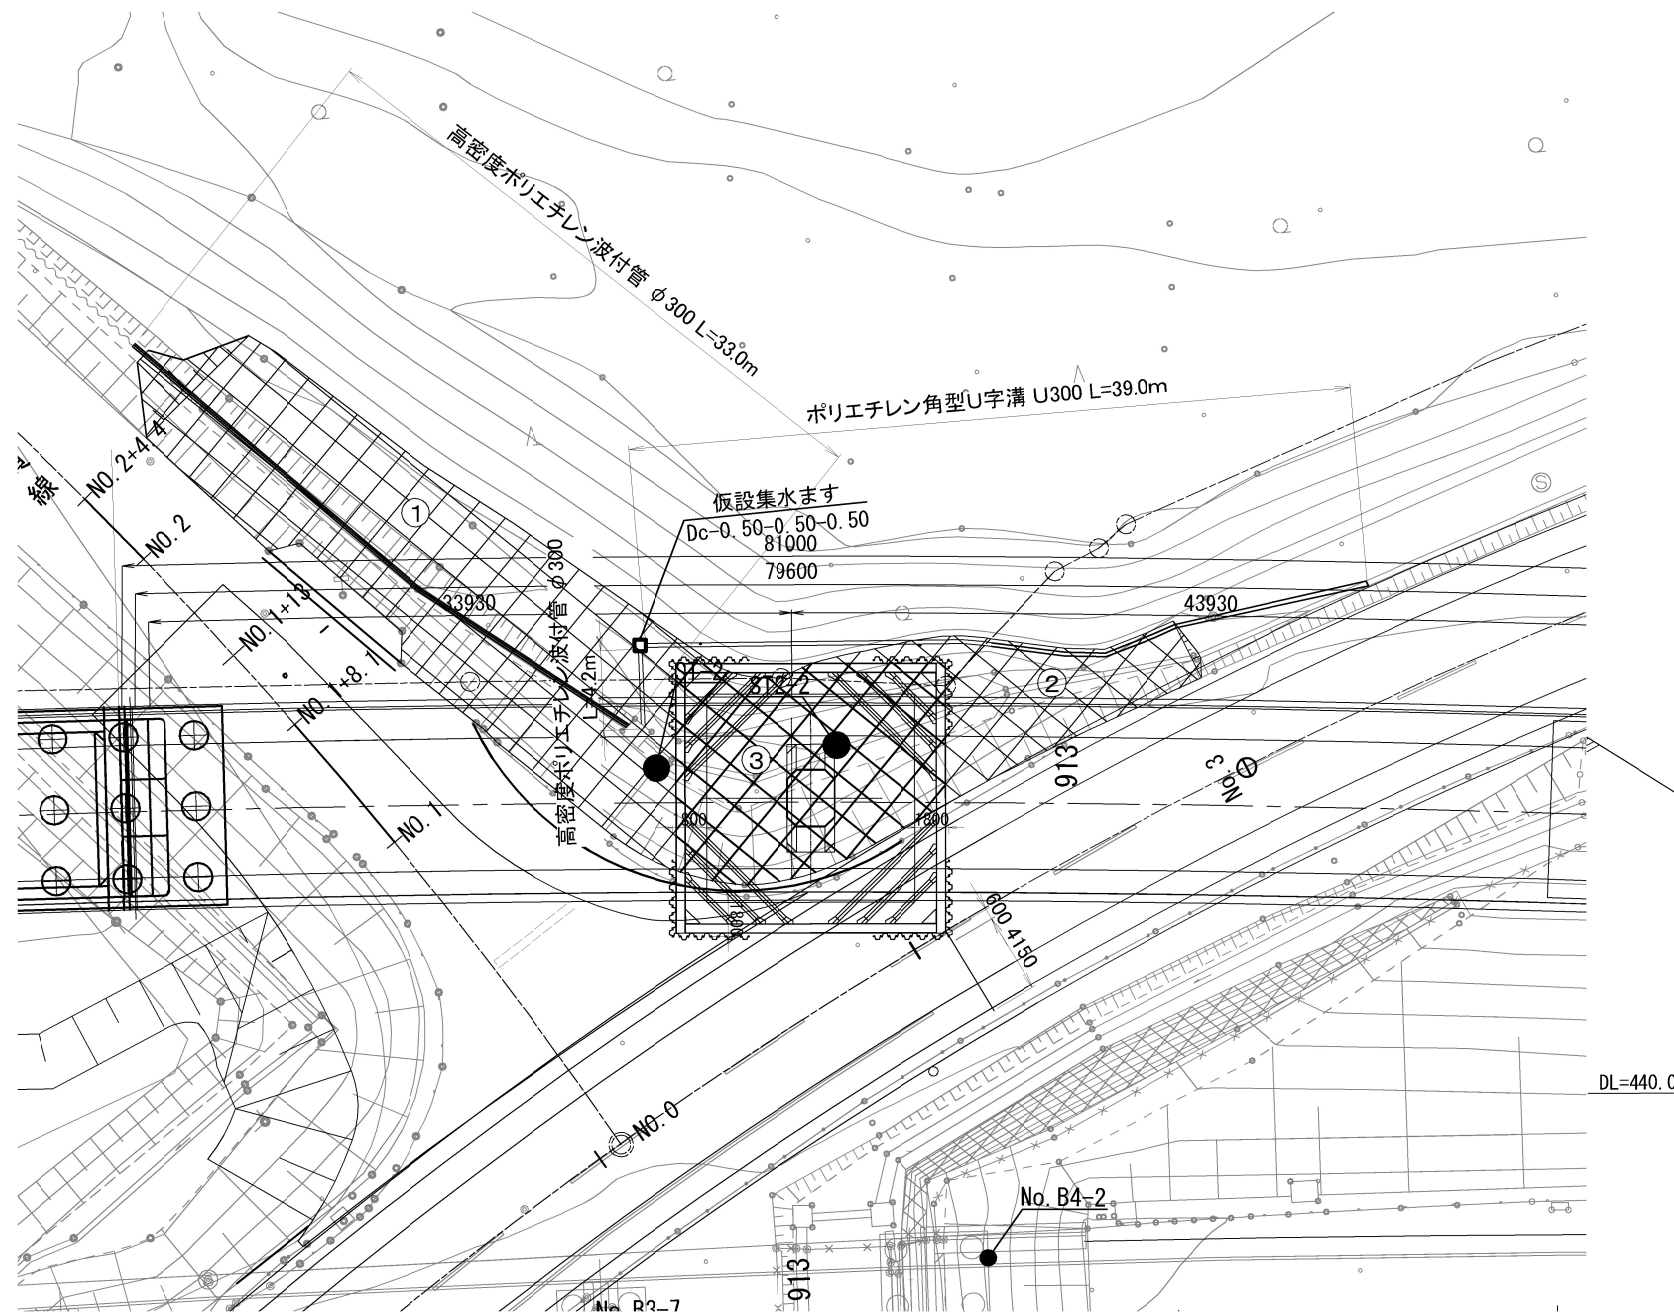 高密度ポリエチレン波付管 φ300 L=33.0m
ポリエチレン角型U字溝 U300 L=39.0m
仮設集水ます
Dc-0.50-0.50-0.50
81000
79600
33930
43930
線
NO.2+4.4
NO.2
NO.1+13
NO.1+8.1
NO.1
NO.0
①
②
③
高密度ポリエチレン波付管 φ300
L=4.2m
913
No.3
1800
1800
600 4150
DL=440.0
No.B4-2
913
No.B3-7